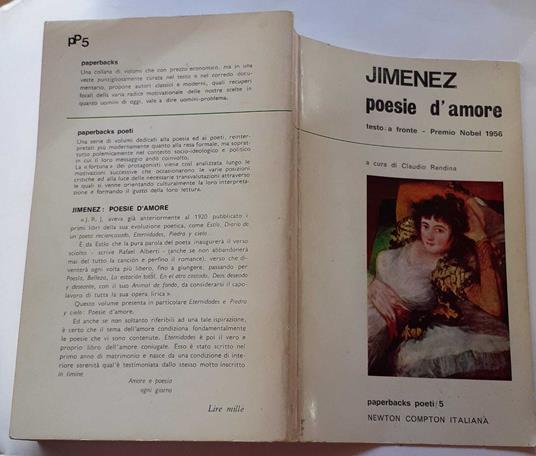 pP5
paperbacks
Una collana di volumi che con prezzo economico, ma in una
veste puntigliosamente curata nel testo e nel corredo docu-
mentario, propone autori classici e moderni, quali recuperi
focali della varia radice motivazionale delle nostre scelte in
quanto uomini di oggi, vale a dire uomini-problema.
paperbacks poeti
Una serie di volumi dedicati alla poesia ed ai poeti, reinter-
pretati più modernamente quanto alla resa formale, ma soprat-
tutto polemicamente nel contesto socio-ideologico e politico
in cui il loro messaggio andò coinvolto.
La «fortuna» dei protagonisti viene così analizzata lungo le
motivazioni successive che occasionarono le varie posizioni
critiche ed alla luce delle necessarie transvalutazioni attraverso
le quali si venne orientando culturalmente la loro interpreta-
zione e formando il gusto della loro lettura.
JIMENEZ: POESIE D'AMORE
« J. R. J. aveva già anteriormente al 1920 pubblicato i
primi libri della sua evoluzione poetica, come Estío, Diario de
un poeta reciencasado, Eternidades, Piedra y cielo.
È da Estío che la pura parola del poeta inaugurerà il verso
sciolto - scrive Rafael Alberti - (anche se non abbandonerà
mai del tutto la canción e perfino il romance), verso che di-
venterà ogni volta più libero, fino a giungere, passando per
Poesía, Belleza, La estación total, En el otro costado, Dios deseado
y deseante, con il suo Animal de fondo, da considerarsi il capo-
lavoro di tutta la sua opera lirica ».
Questo volume presenta in particolare Eternidades e Piedra
y cielo: Poesie d'amore.
Ed anche se non soltanto riferibili ad una tale ispirazione,
è certo che il tema dell'amore condiziona fondamentalmente
le poesie che vi sono contenute. Eternidades è poi il vero e
proprio libro dell'amore coniugale. Esso è stato scritto nel
primo anno di matrimonio e nasce da una condizione di inte-
riore serenità qual'è testimoniata dallo stesso motto inscritto
in limine
Amore e poesia
ogni giorno
Lire mille
JIMENEZ
poesie d'amore
testo a fronte - Premio Nobel 1956
a cura di Claudio Rendina
paperbacks poeti/5
NEWTON COMPTON ITALIANA